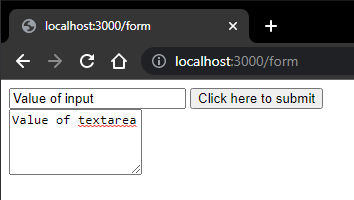 localhost:3000/form
localhost:3000/form
Value of input Click here to submit
Value of textarea